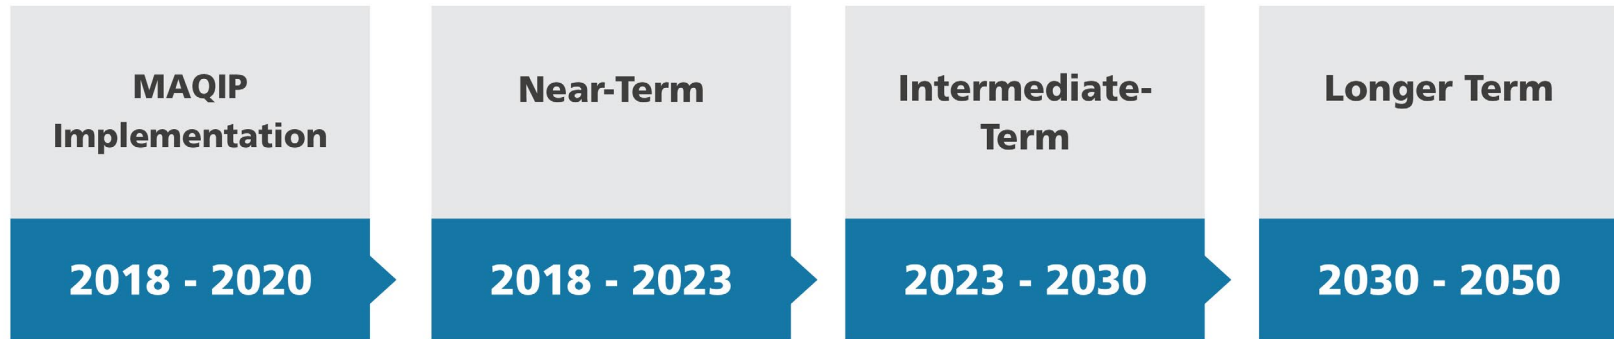 MAQIP
Implementation
2018 - 2020
Near-Term
2018 - 2023
Intermediate-
Term
2023 - 2030
Longer Term
2030 - 2050